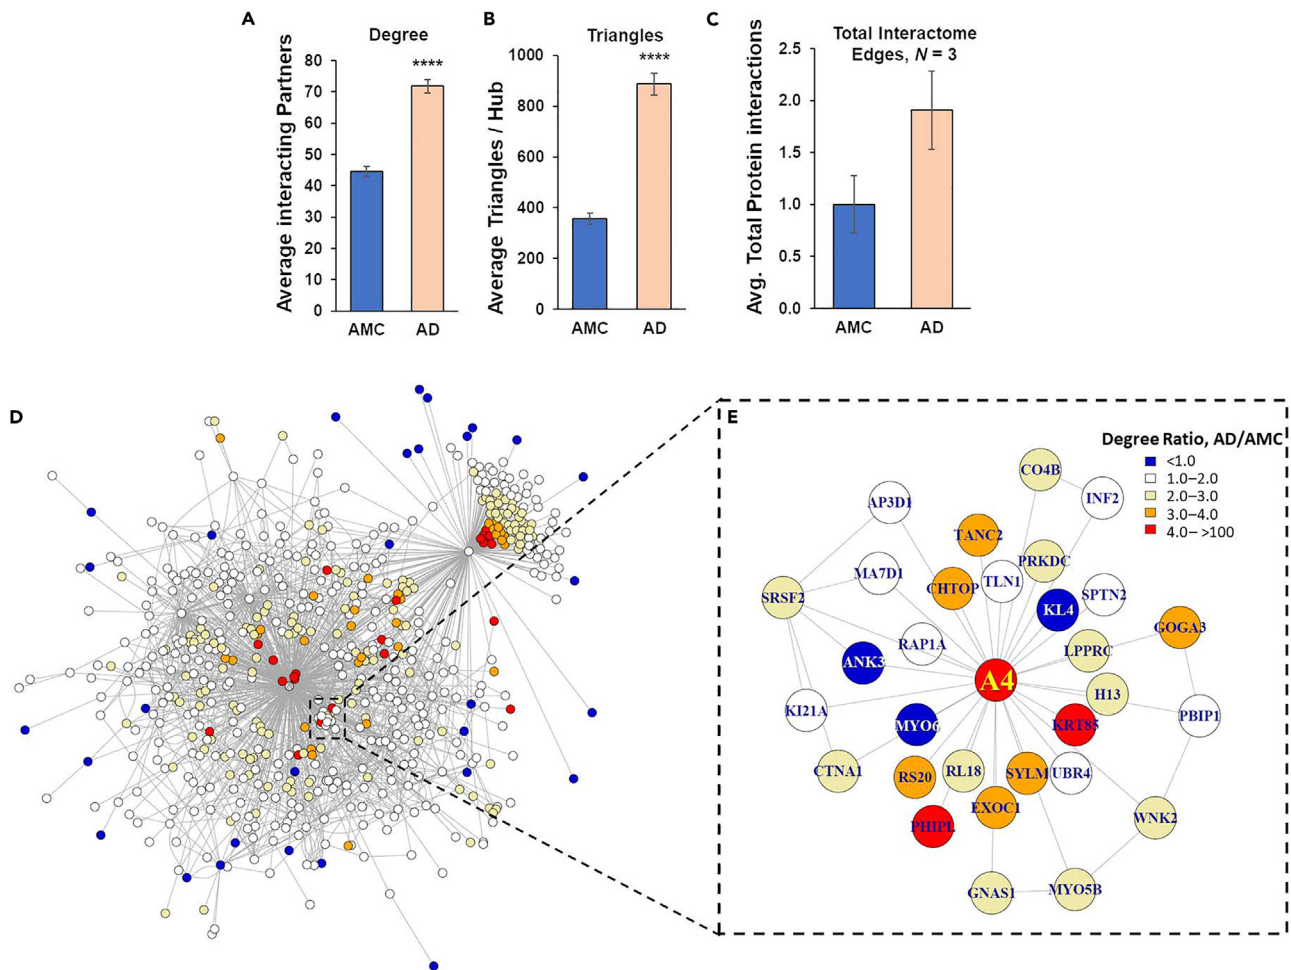 A
Degree
Average interacting Partners
80
70
60
50
40
30
20
10
0
****
AMC
AD
B
Triangles
Average Triangles / Hub
1000
800
600
400
200
0
****
AMC
AD
C
Total Interactome
Edges, N = 3
Avg. Total Protein interactions
2.5
2.0
1.5
1.0
0.5
0.0
AMC
AD
D
E
Degree Ratio, AD/AMC
<1.0
1.0–2.0
2.0–3.0
3.0–4.0
4.0– >100
CO4B
INF2
AP3D1
TANC2
PRKDC
MA7D1
CHTOP
TLN1
SPTN2
SRSF2
KL4
GOGA3
RAP1A
LPPRC
ANK3
A4
H13
KI21A
MYO6
KRT85
PBIP1
CTNA1
RS20
RL18
SYLM
UBR4
EXOC1
PHIPL
WNK2
GNAS1
MYO5B